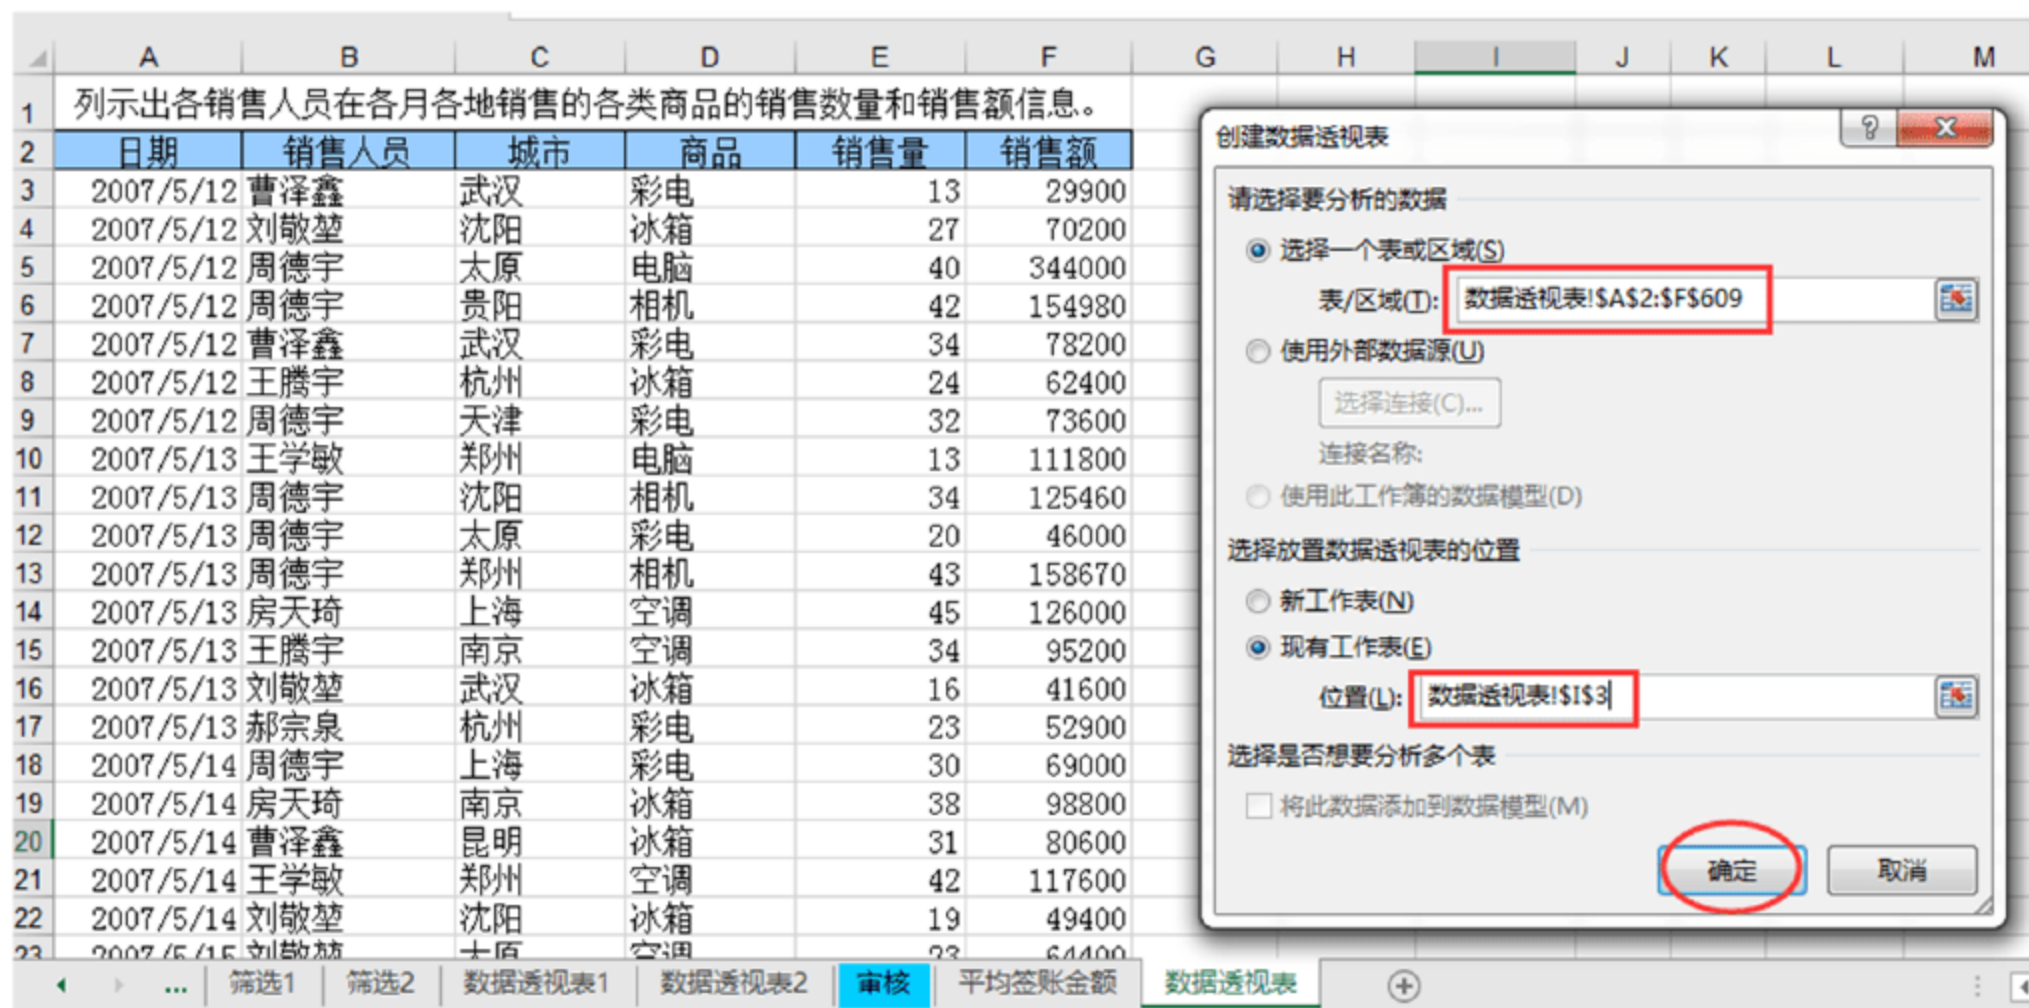 A B C D E F G H I J K L M
1 列示出各销售人员在各月各地销售的各类商品的销售数量和销售额信息。
2 日期 销售人员 城市 商品 销售量 销售额
3 2007/5/12 曹泽鑫 武汉 彩电 13 29900
4 2007/5/12 刘敬堃 沈阳 冰箱 27 70200
5 2007/5/12 周德宇 太原 电脑 40 344000
6 2007/5/12 周德宇 贵阳 相机 42 154980
7 2007/5/12 曹泽鑫 武汉 彩电 34 78200
8 2007/5/12 王腾宇 杭州 冰箱 24 62400
9 2007/5/12 周德宇 天津 彩电 32 73600
10 2007/5/13 王学敏 郑州 电脑 13 111800
11 2007/5/13 周德宇 沈阳 相机 34 125460
12 2007/5/13 周德宇 太原 彩电 20 46000
13 2007/5/13 周德宇 郑州 相机 43 158670
14 2007/5/13 房天琦 上海 空调 45 126000
15 2007/5/13 王腾宇 南京 空调 34 95200
16 2007/5/13 刘敬堃 武汉 冰箱 16 41600
17 2007/5/13 郝宗泉 杭州 彩电 23 52900
18 2007/5/14 周德宇 上海 彩电 30 69000
19 2007/5/14 房天琦 南京 冰箱 38 98800
20 2007/5/14 曹泽鑫 昆明 冰箱 31 80600
21 2007/5/14 王学敏 郑州 空调 42 117600
22 2007/5/14 刘敬堃 沈阳 冰箱 19 49400
23 2007/5/15 刘敬堃 太原 空调 23 64400
创建数据透视表
请选择要分析的数据
选择一个表或区域(S)
表/区域(T): 数据透视表!$A$2:$F$609
使用外部数据源(U)
选择连接(C)...
连接名称:
使用此工作簿的数据模型(D)
选择放置数据透视表的位置
新工作表(N)
现有工作表(E)
位置(L): 数据透视表!$I$3
选择是否想要分析多个表
将此数据添加到数据模型(M)
确定 取消
... 筛选1 筛选2 数据透视表1 数据透视表2 审核 平均签账金额 数据透视表